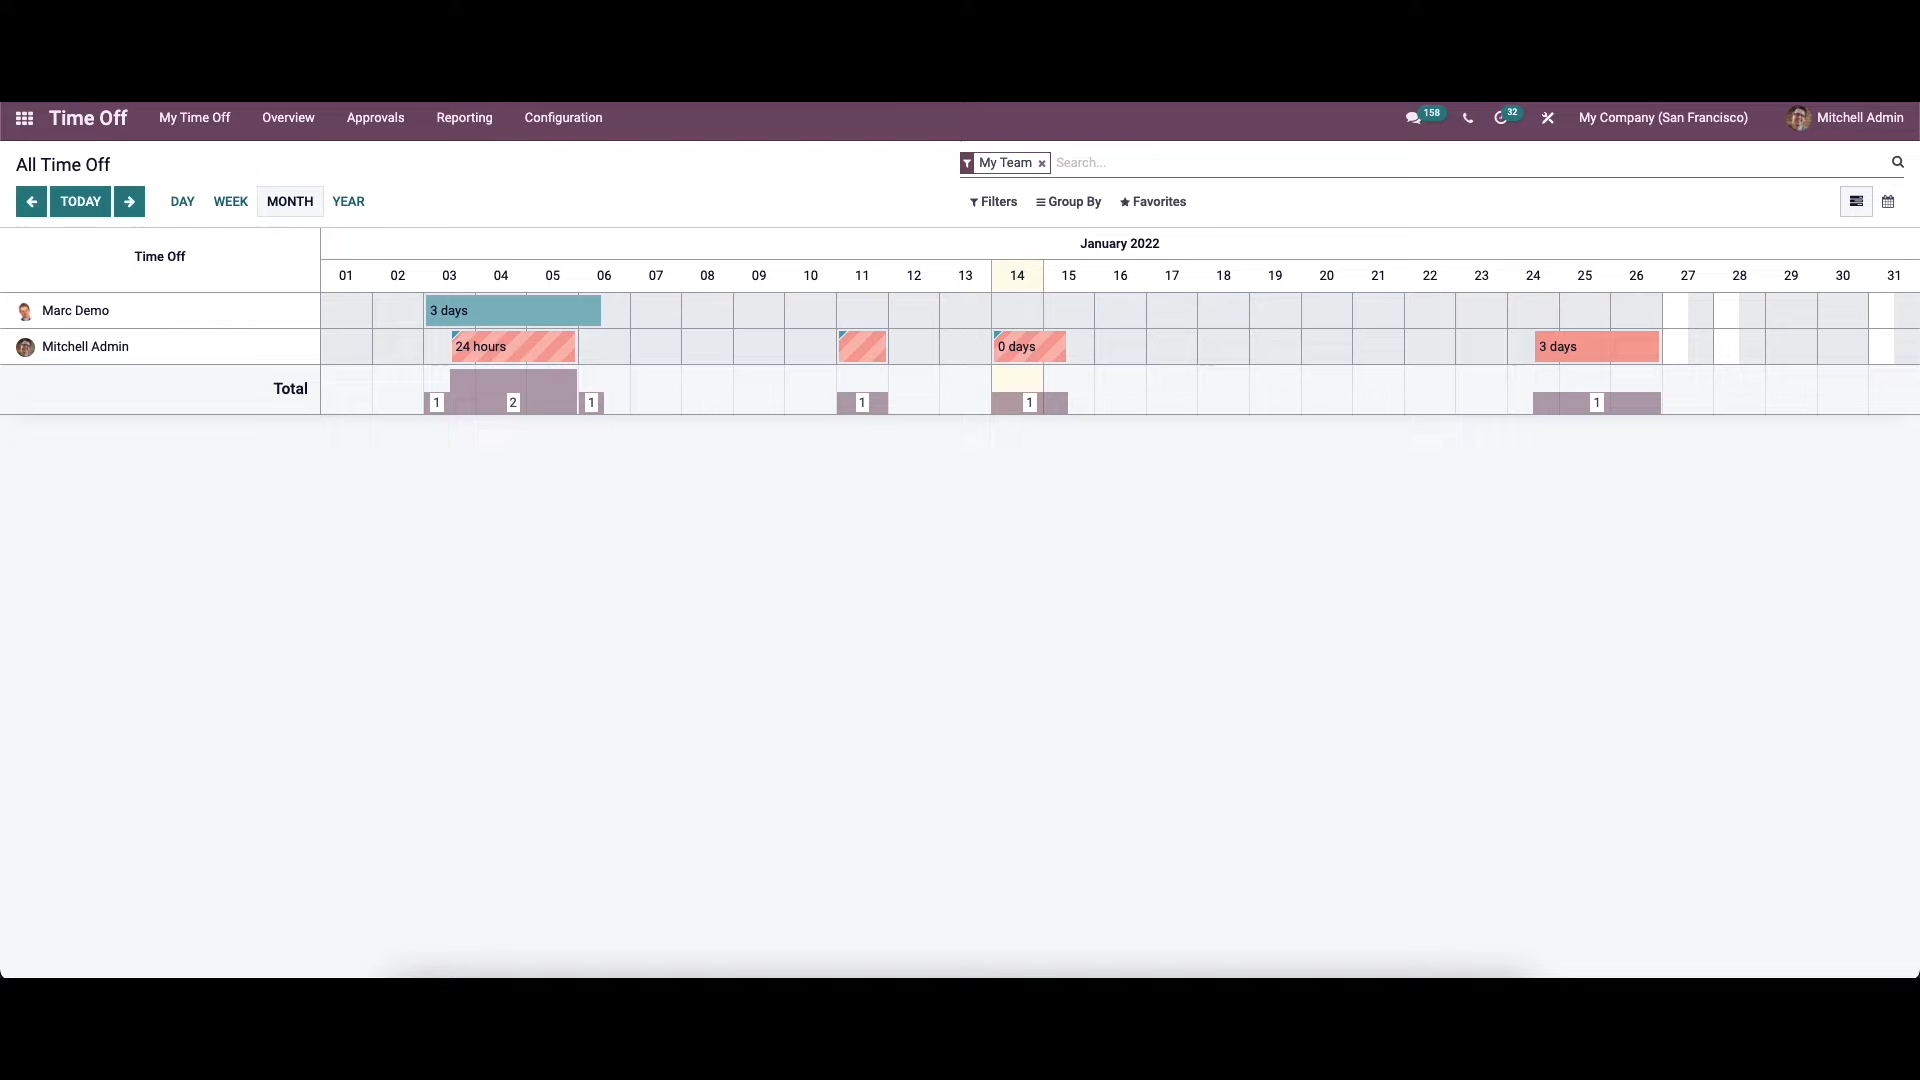 Time Off My Time Off Overview Approvals Reporting Configuration 158 32 My Company (San Francisco) Mitchell Admin
All Time Off My Team × Search...
TODAY DAY WEEK MONTH YEAR Filters Group By Favorites
Time Off January 2022
01 02 03 04 05 06 07 08 09 10 11 12 13 14 15 16 17 18 19 20 21 22 23 24 25 26 27 28 29 30 31
Marc Demo 3 days
Mitchell Admin 24 hours 0 days 3 days
Total 1 2 1 1 1 1